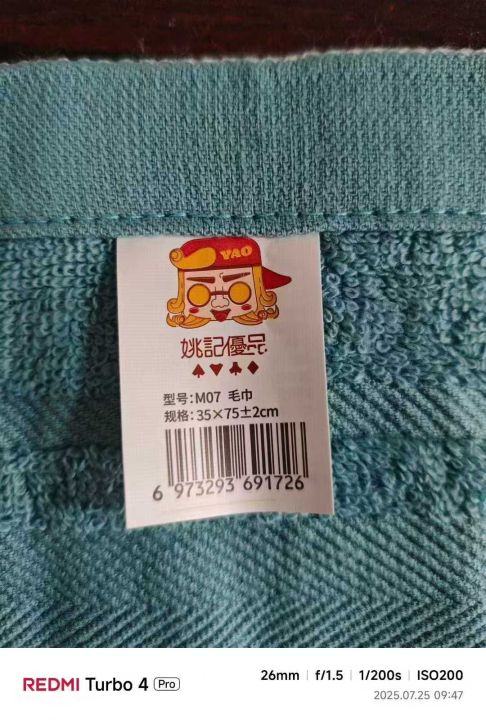 YAO
姚記優品
♠♥♣♦
型号:M07 毛巾
规格:35×75±2cm
6 973293 691726
REDMI Turbo 4 Pro
26mm | f/1.5 | 1/200s | ISO200
2025.07.25 09:47